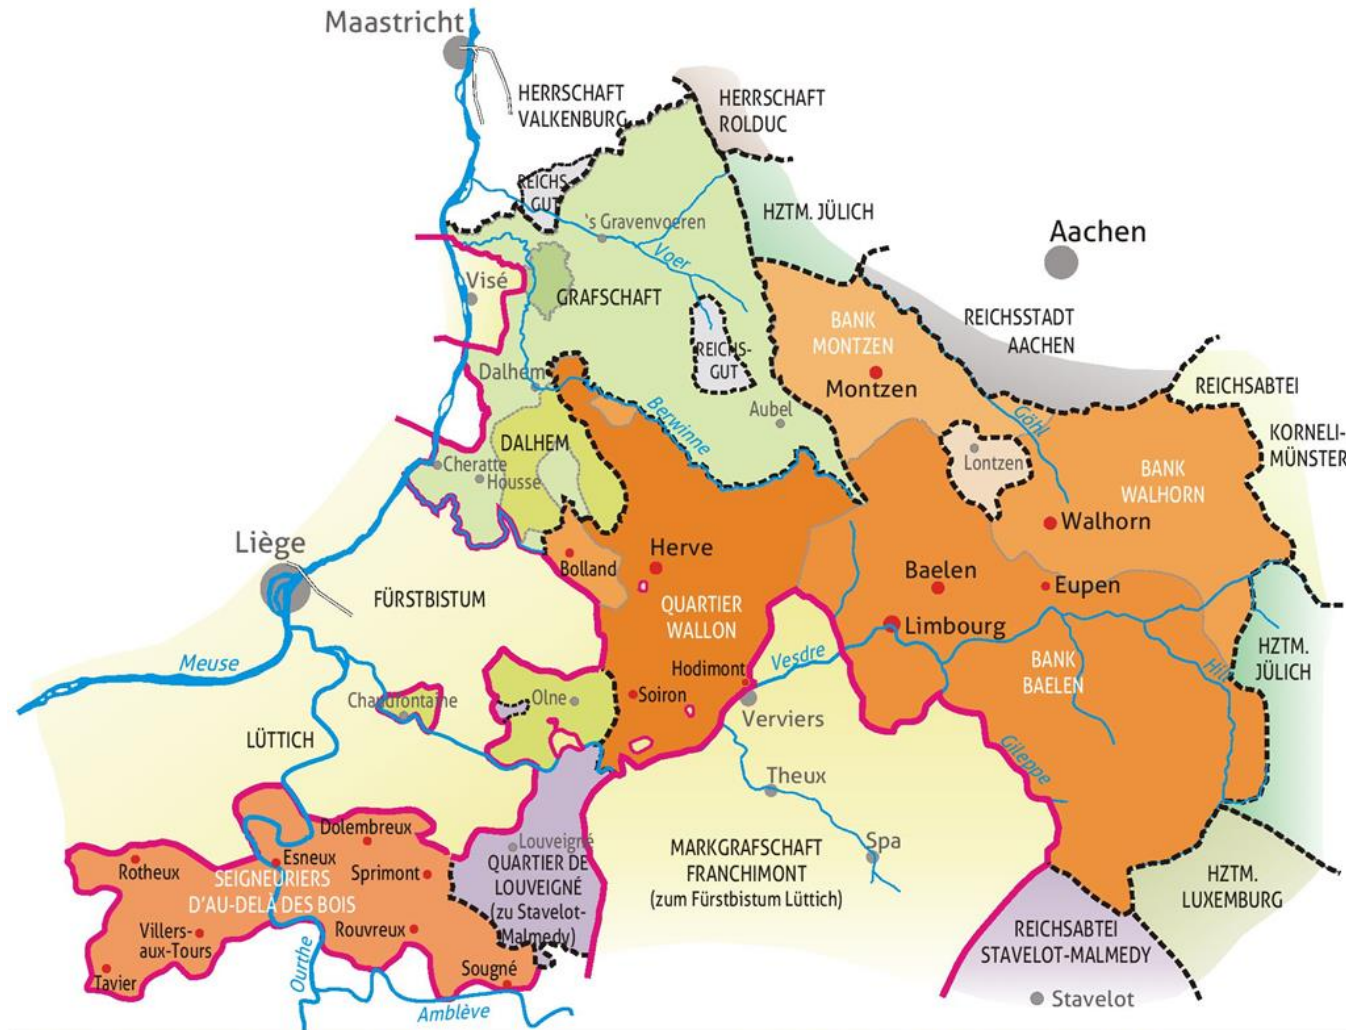 Maastricht
HERRSCHAFT
VALKENBURG
HERRSCHAFT
ROLDUC
REICHS-
GUT
HZTM. JÜLICH
's Gravenvoeren
Voer
Aachen
Visé
GRAFSCHAFT
BANK
MONTZEN
REICHSSTADT
AACHEN
REICHS-
GUT
Montzen
REICHSABTEI
Dalhem
Berwinne
Aubel
Göhl
KORNELI-
MÜNSTER
DALHEM
Cheratte
Housse
Lontzen
BANK
WALHORN
Walhorn
Liège
Herve
Bolland
Baelen
Eupen
FÜRSTBISTUM
QUARTIER
WALLON
Limbourg
Meuse
Vesdre
HZTM.
JÜLICH
Hodimont
BANK
BAELEN
Hill
Chaudfontaine
Olne
Soiron
Verviers
LÜTTICH
Gileppe
Theux
Dolembreux
Louveigné
Spa
Rotheux
Esneux
Sprimont
QUARTIER DE
LOUVEIGNÉ
(zu Stavelot-
Malmedy)
MARKGRAFSCHAFT
FRANCHIMONT
(zum Fürstbistum Lüttich)
HZTM.
LUXEMBURG
SEIGNEURIERS
D'AU-DELÀ DES BOIS
Villers-
aux-Tours
Rouvreux
REICHSABTEI
STAVELOT-MALMEDY
Tavier
Ourthe
Sougné
Amblève
Stavelot